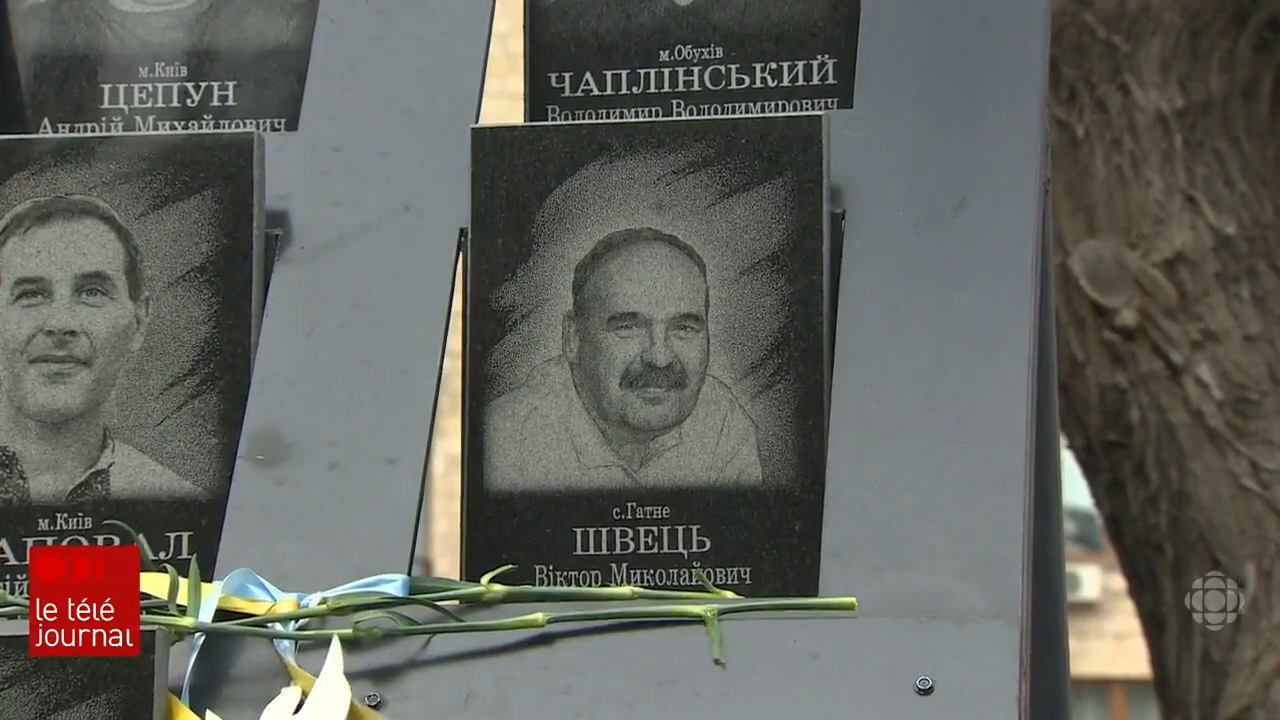 м.Київ
ЦЕПУН
Андрій Михайлович
м.Обухів
ЧАПЛІНСЬКИЙ
Володимир Володимирович
м.Київ
с.Гатне
ШВЕЦЬ
Віктор Миколайович
le télé
journal